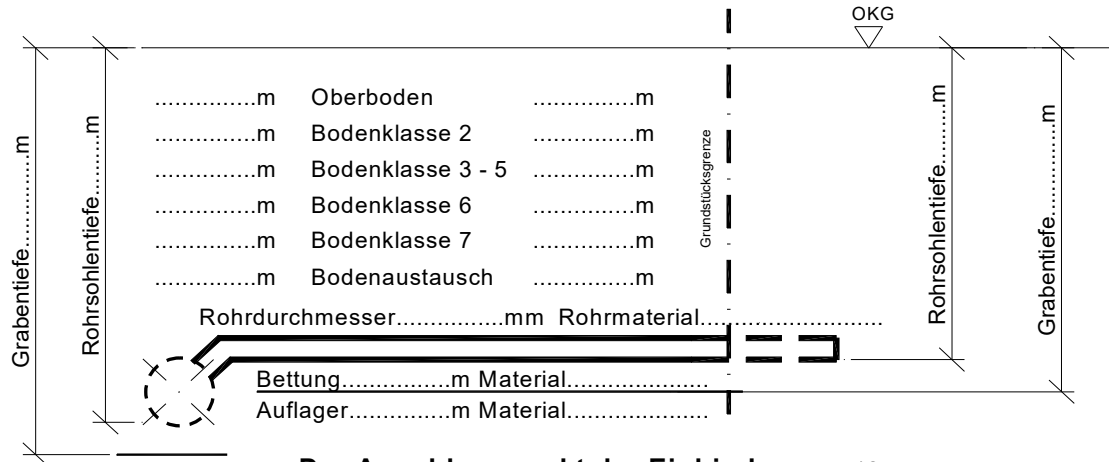 OKG
...............m Oberboden ...............m
...............m Bodenklasse 2 ...............m
...............m Bodenklasse 3 - 5 ...............m
...............m Bodenklasse 6 ...............m
...............m Bodenklasse 7 ...............m
...............m Bodenaustausch ...............m
Rohrdurchmesser................mm Rohrmaterial...........................
Bettung................m Material.....................
Auflager................m Material.....................
Grabentiefe...............m
Rohrsohlentiefe..........m
Grundstücksgrenze
Rohrsohlentiefe..........m
Grabentiefe...............m